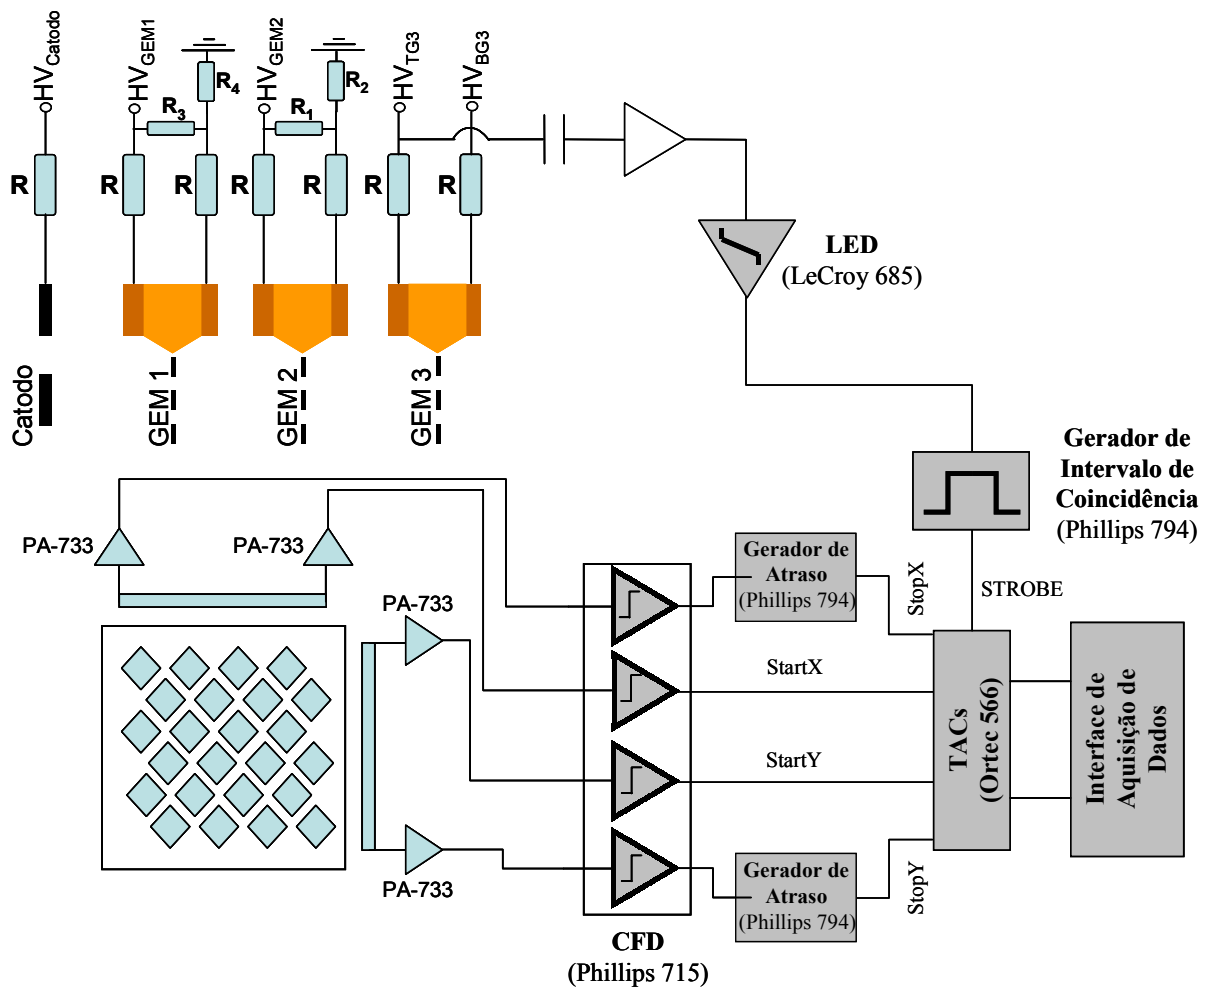 HVCatodo
HVGEM1
HVGEM2
HVTG3
HVBG3
R4
R2
R3
R1
R
R
R
R
R
R
R
LED
(LeCroy 685)
Catodo
GEM 1
GEM 2
GEM 3
Gerador de
Intervalo de
Coincidência
(Phillips 794)
PA-733
PA-733
PA-733
PA-733
Gerador de
Atraso
(Phillips 794)
StopX
STROBE
StartX
StartY
TACs
(Ortec 566)
Interface de
Aquisição de
Dados
Gerador de
Atraso
(Phillips 794)
StopY
CFD
(Phillips 715)